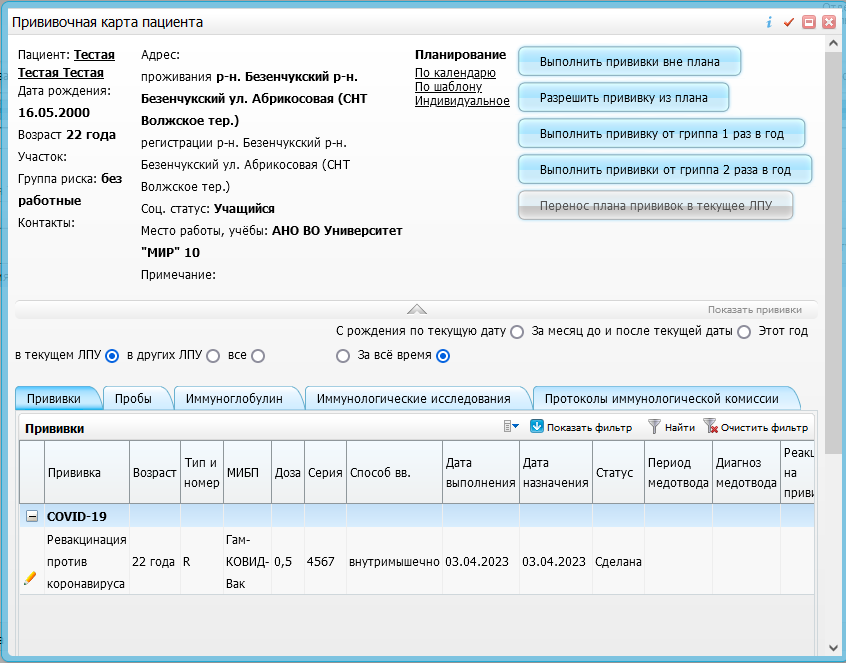 Прививочная карта пациента
Пациент: Тестая
Тестая Тестая
Дата рождения:
16.05.2000
Возраст 22 года
Участок:
Группа риска: без
работные
Контакты:
Адрес:
проживания р-н. Безенчукский р-н.
Безенчукский ул. Абрикосовая (СНТ
Волжское тер.)
регистрации р-н. Безенчукский р-н.
Безенчукский ул. Абрикосовая (СНТ
Волжское тер.)
Соц. статус: Учащийся
Место работы, учёбы: АНО ВО Университет
"МИР" 10
Примечание:
Планирование
По календарю
По шаблону
Индивидуальное
Выполнить прививки вне плана
Разрешить прививку из плана
Выполнить прививку от гриппа 1 раз в год
Выполнить прививки от гриппа 2 раза в год
Перенос плана прививок в текущее ЛПУ
Показать прививки
С рождения по текущую дату За месяц до и после текущей даты Этот год
в текущем ЛПУ в других ЛПУ все За всё время
Прививки Пробы Иммуноглобулин Иммунологические исследования Протоколы иммунологической комиссии
Прививки Показать фильтр Найти Очистить фильтр
Прививка
Возраст
Тип и
номер
МИБП
Доза
Серия
Способ вв.
Дата
выполнения
Дата
назначения
Статус
Период
медотвода
Диагноз
медотвода
на
COVID-19
Ревакцинация
против
коронавируса
22 года
R
Гам-
КОВИД-
Вак
0,5
4567
внутримышечно
03.04.2023
03.04.2023
Сделана